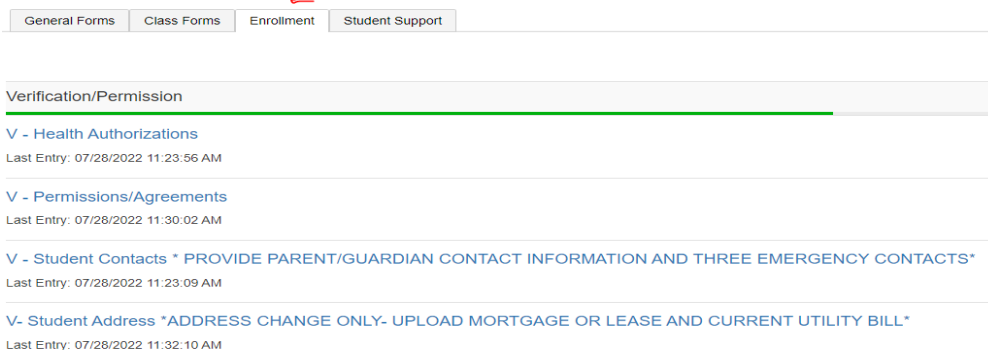 General Forms Class Forms Enrollment Student Support
Verification/Permission
V - Health Authorizations
Last Entry: 07/28/2022 11:23:56 AM
V - Permissions/Agreements
Last Entry: 07/28/2022 11:30:02 AM
V - Student Contacts * PROVIDE PARENT/GUARDIAN CONTACT INFORMATION AND THREE EMERGENCY CONTACTS*
Last Entry: 07/28/2022 11:23:09 AM
V- Student Address *ADDRESS CHANGE ONLY- UPLOAD MORTGAGE OR LEASE AND CURRENT UTILITY BILL*
Last Entry: 07/28/2022 11:32:10 AM